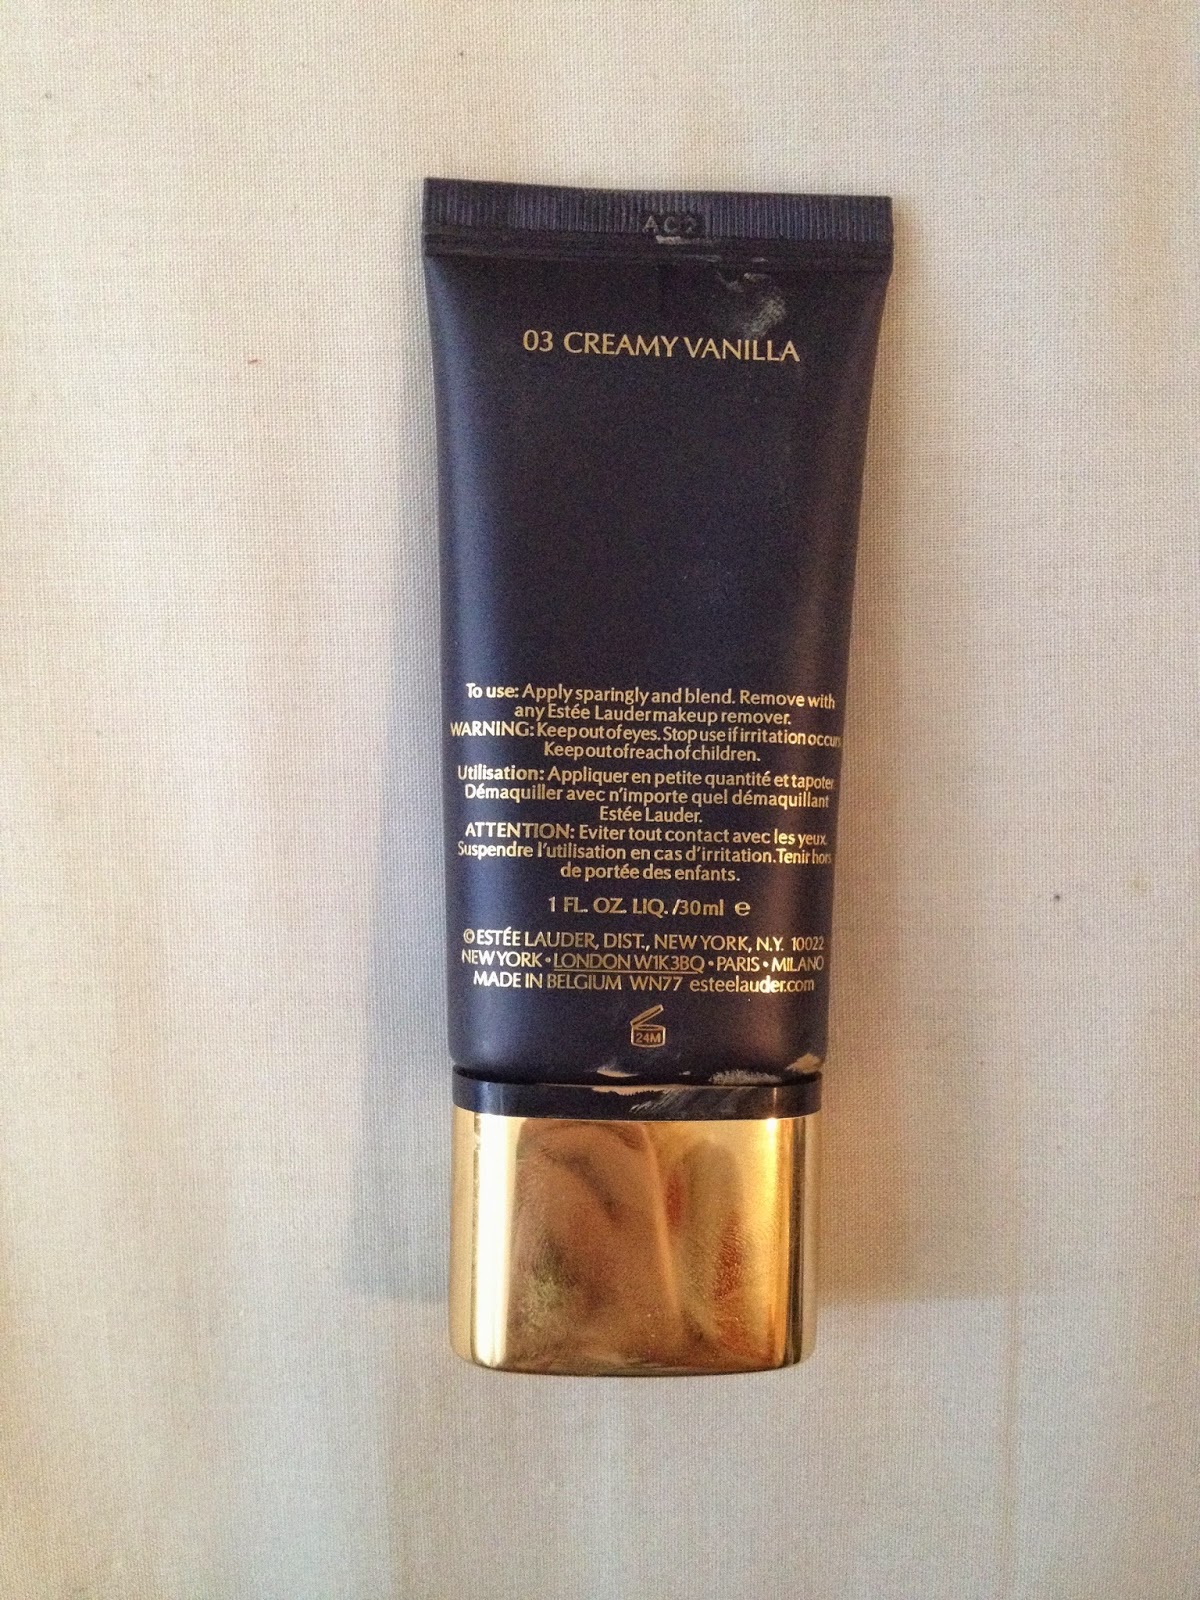 AC2
03 CREAMY VANILLA
To use: Apply sparingly and blend. Remove with
any Estée Lauder makeup remover.
WARNING: Keep out of eyes. Stop use if irritation occurs
Keep out of reach of children.
Utilisation: Appliquer en petite quantité et tapoter.
Démaquiller avec n'importe quel démaquillant
Estée Lauder.
ATTENTION: Eviter tout contact avec les yeux.
Suspendre l'utilisation en cas d'irritation. Tenir hors
de portée des enfants.
1 FL. OZ. LIQ. /30ml ℮
© ESTÉE LAUDER, DIST., NEW YORK, N.Y. 10022
NEW YORK • LONDON W1K 3BQ • PARIS • MILANO
MADE IN BELGIUM WN77 esteelauder.com
24M